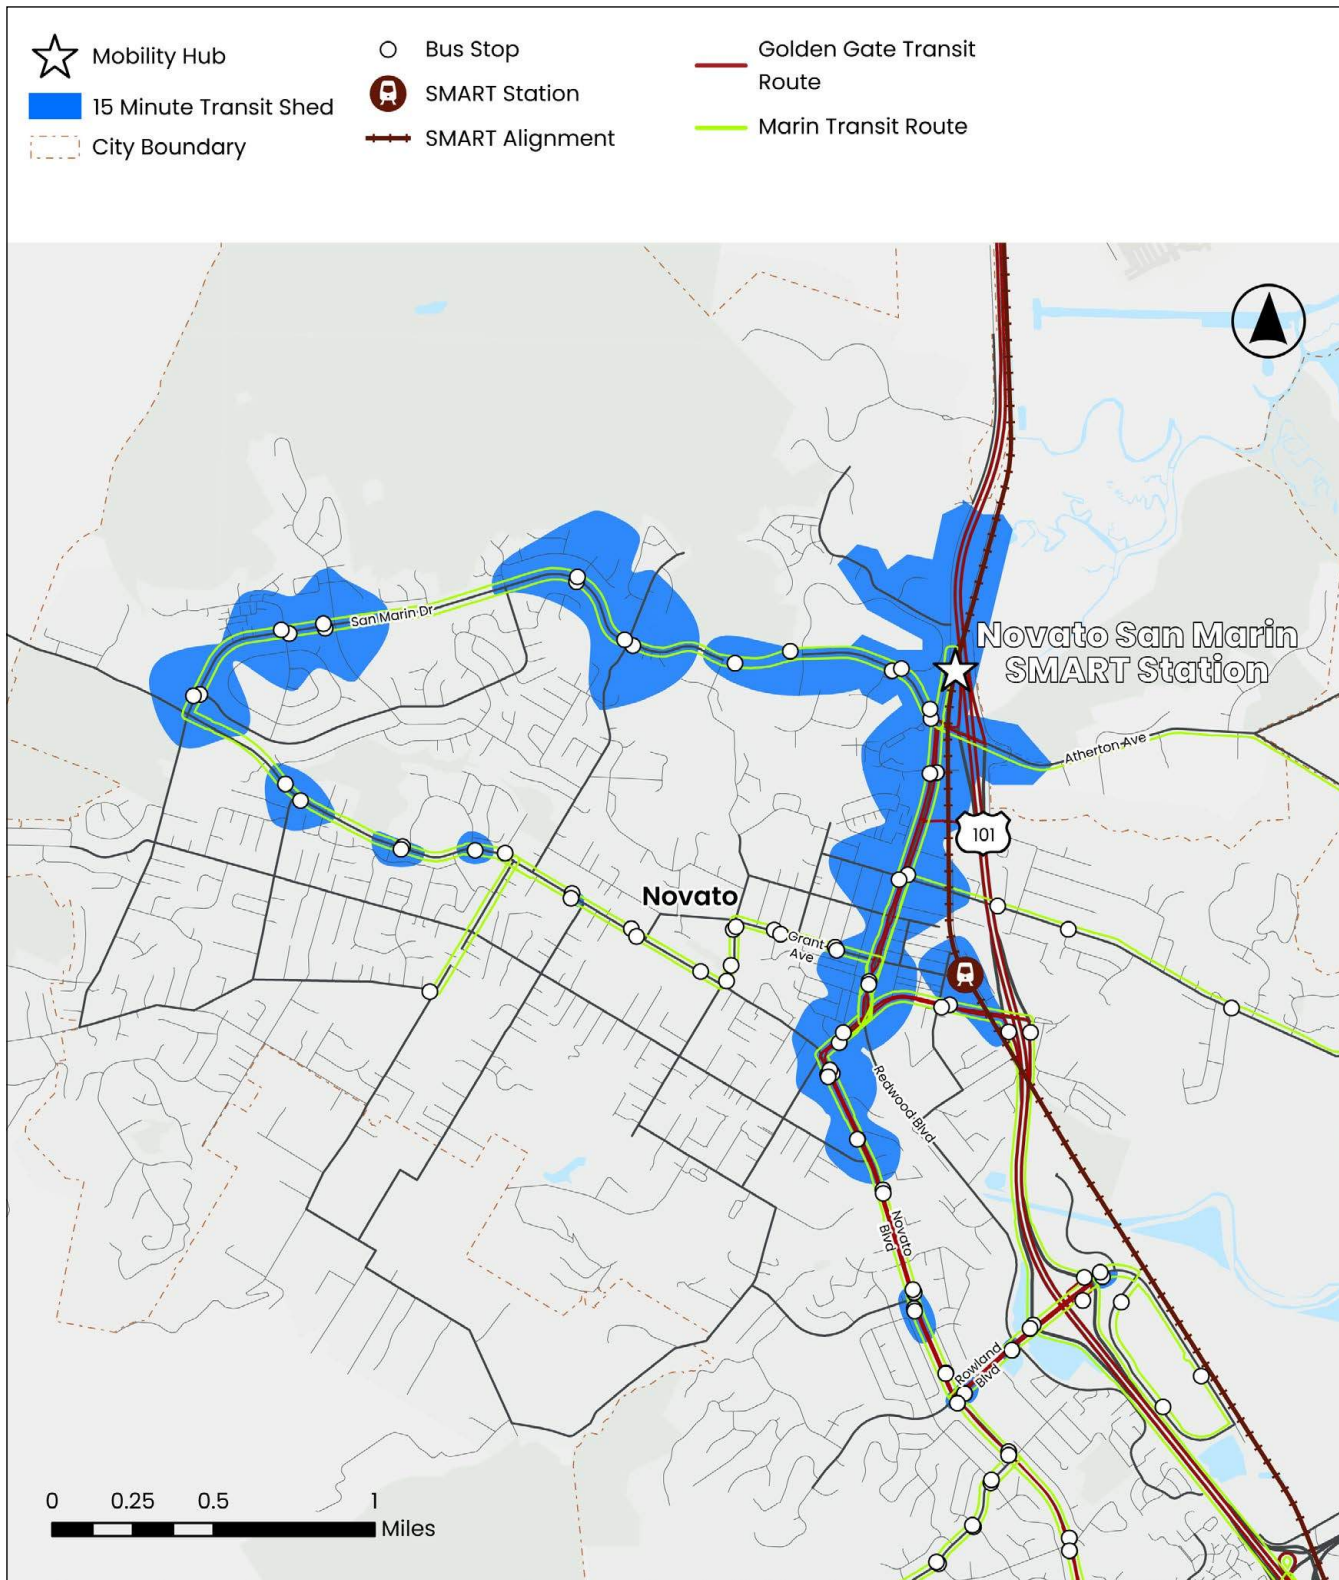 Mobility Hub
15 Minute Transit Shed
City Boundary
Bus Stop
SMART Station
SMART Alignment
Golden Gate Transit
Route
Marin Transit Route
San Marin Dr
Novato San Marin
SMART Station
Atherton Ave
101
Novato
Grant
Ave
Redwood Blvd
Novato
Blvd
Rowland
Blvd
0 0.25 0.5 1
Miles